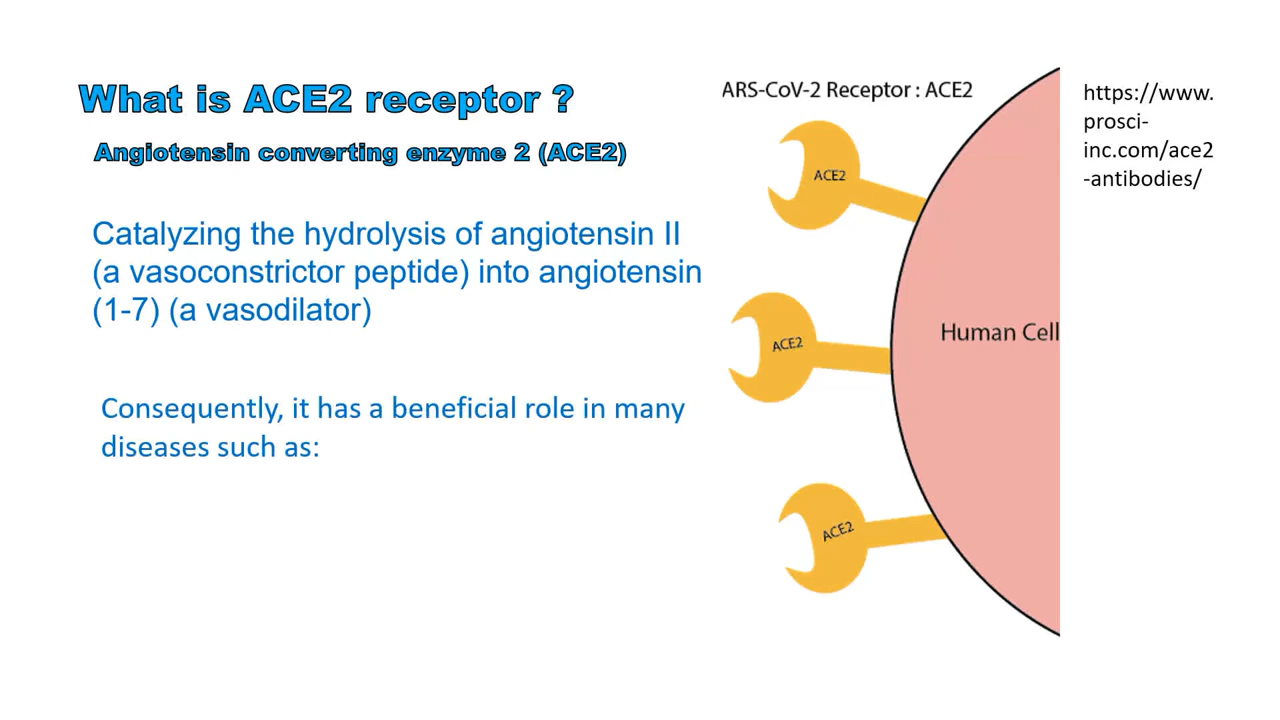 What is ACE2 receptor ?
Angiotensin converting enzyme 2 (ACE2)
Catalyzing the hydrolysis of angiotensin II
(a vasoconstrictor peptide) into angiotensin
(1-7) (a vasodilator)
Consequently, it has a beneficial role in many
diseases such as:
ARS-CoV-2 Receptor : ACE2
ACE2
ACE2
ACE2
Human Cell
https://www.
prosci-
inc.com/ace2
-antibodies/